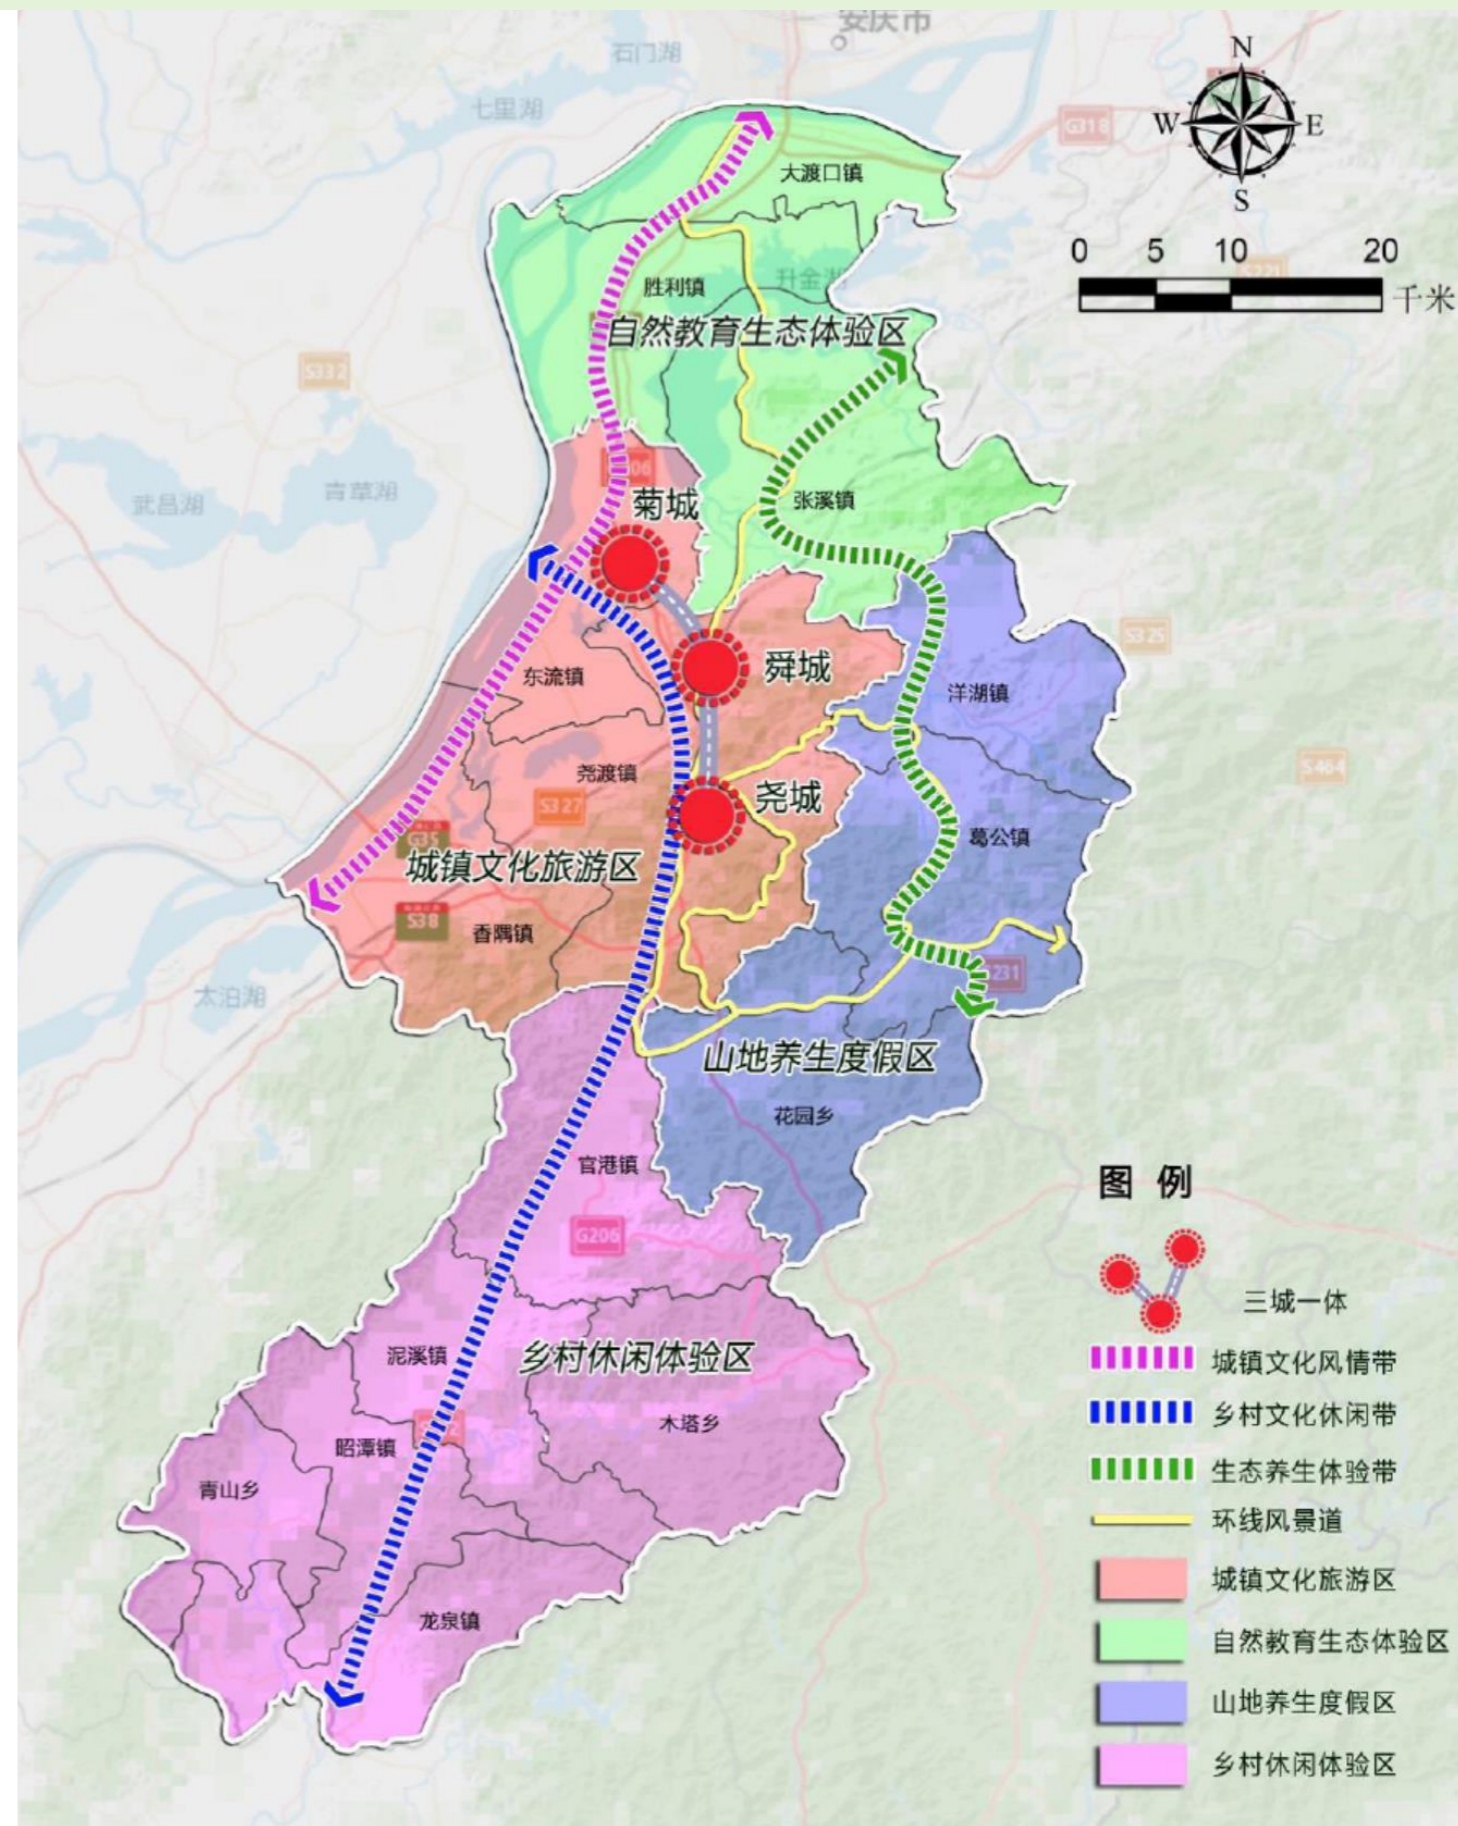 安庆市
石门湖
七里湖
N
G318
W
E
S
大渡口镇
0 5 10 20
千米
升金湖
胜利镇
自然教育生态体验区
S332
武昌湖
青草湖
菊城
张溪镇
S325
东流镇
舜城
洋湖镇
尧渡镇
S464
S327
尧城
葛公镇
G35
城镇文化旅游区
S38
香隅镇
太泊湖
山地养生度假区
花园乡
官港镇
G206
图 例
三城一体
泥溪镇
乡村休闲体验区
城镇文化风情带
乡村文化休闲带
木塔乡
昭潭镇
生态养生体验带
青山乡
环线风景道
城镇文化旅游区
龙泉镇
自然教育生态体验区
山地养生度假区
乡村休闲体验区